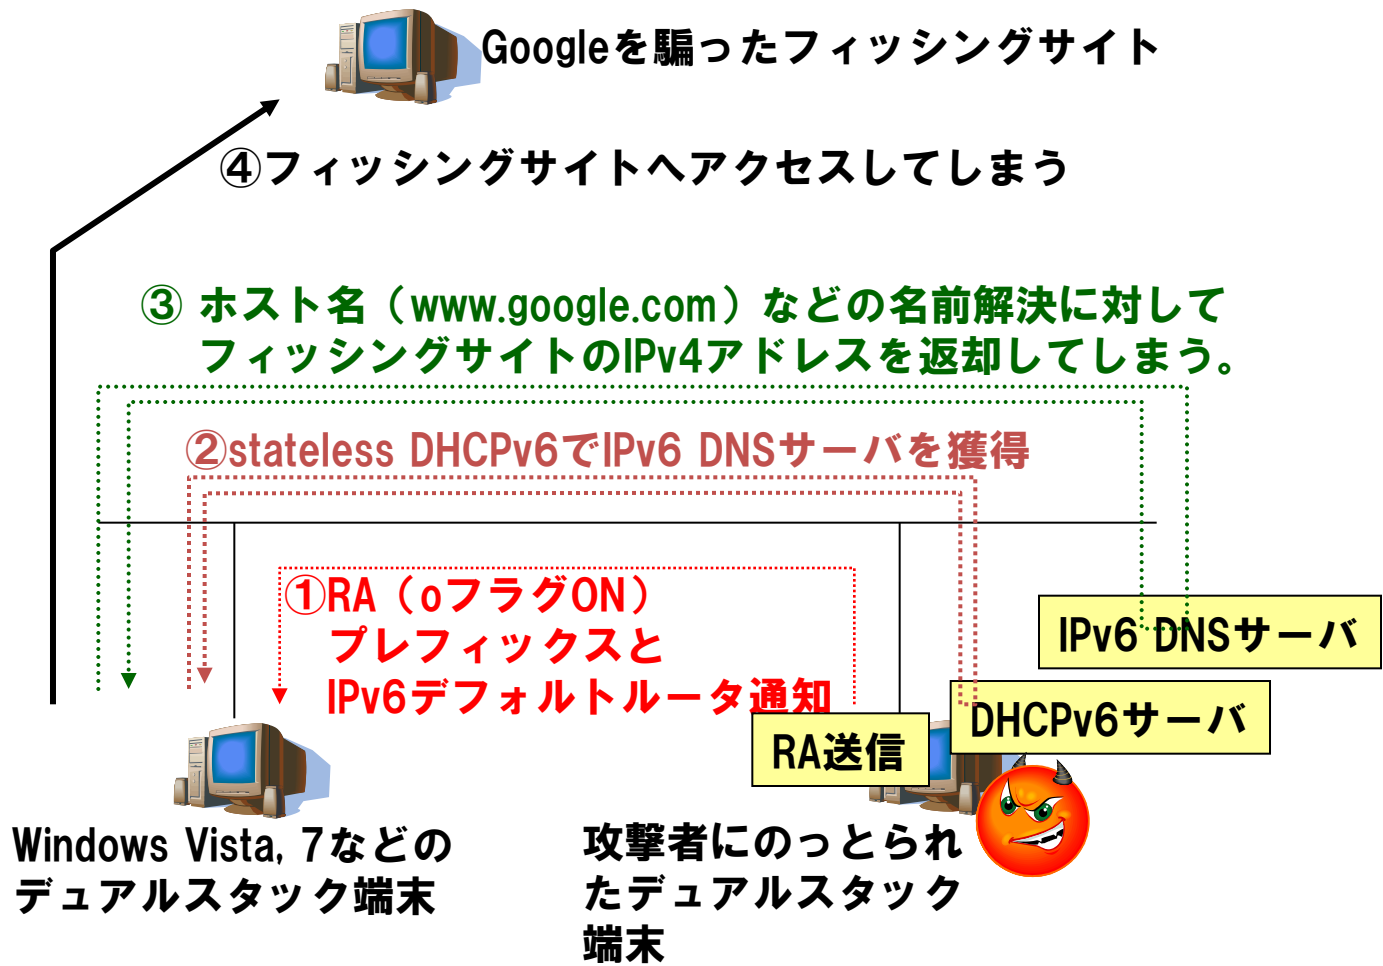 Googleを騙ったフィッシングサイト
④フィッシングサイトへアクセスしてしまう
③ ホスト名（www.google.com）などの名前解決に対して
フィッシングサイトのIPv4アドレスを返却してしまう。
②stateless DHCPv6でIPv6 DNSサーバを獲得
①RA（oフラグON）
プレフィックスと
IPv6デフォルトルータ通知
IPv6 DNSサーバ
DHCPv6サーバ
RA送信
Windows Vista, 7などの
デュアルスタック端末
攻撃者にのっとられ
たデュアルスタック
端末